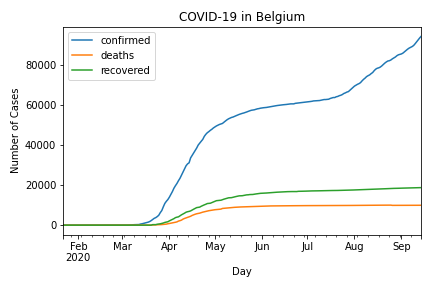 COVID-19 in Belgium
confirmed
deaths
recovered
Number of Cases
80000
60000
40000
20000
0
Feb Mar Apr May Jun Jul Aug Sep
2020
Day